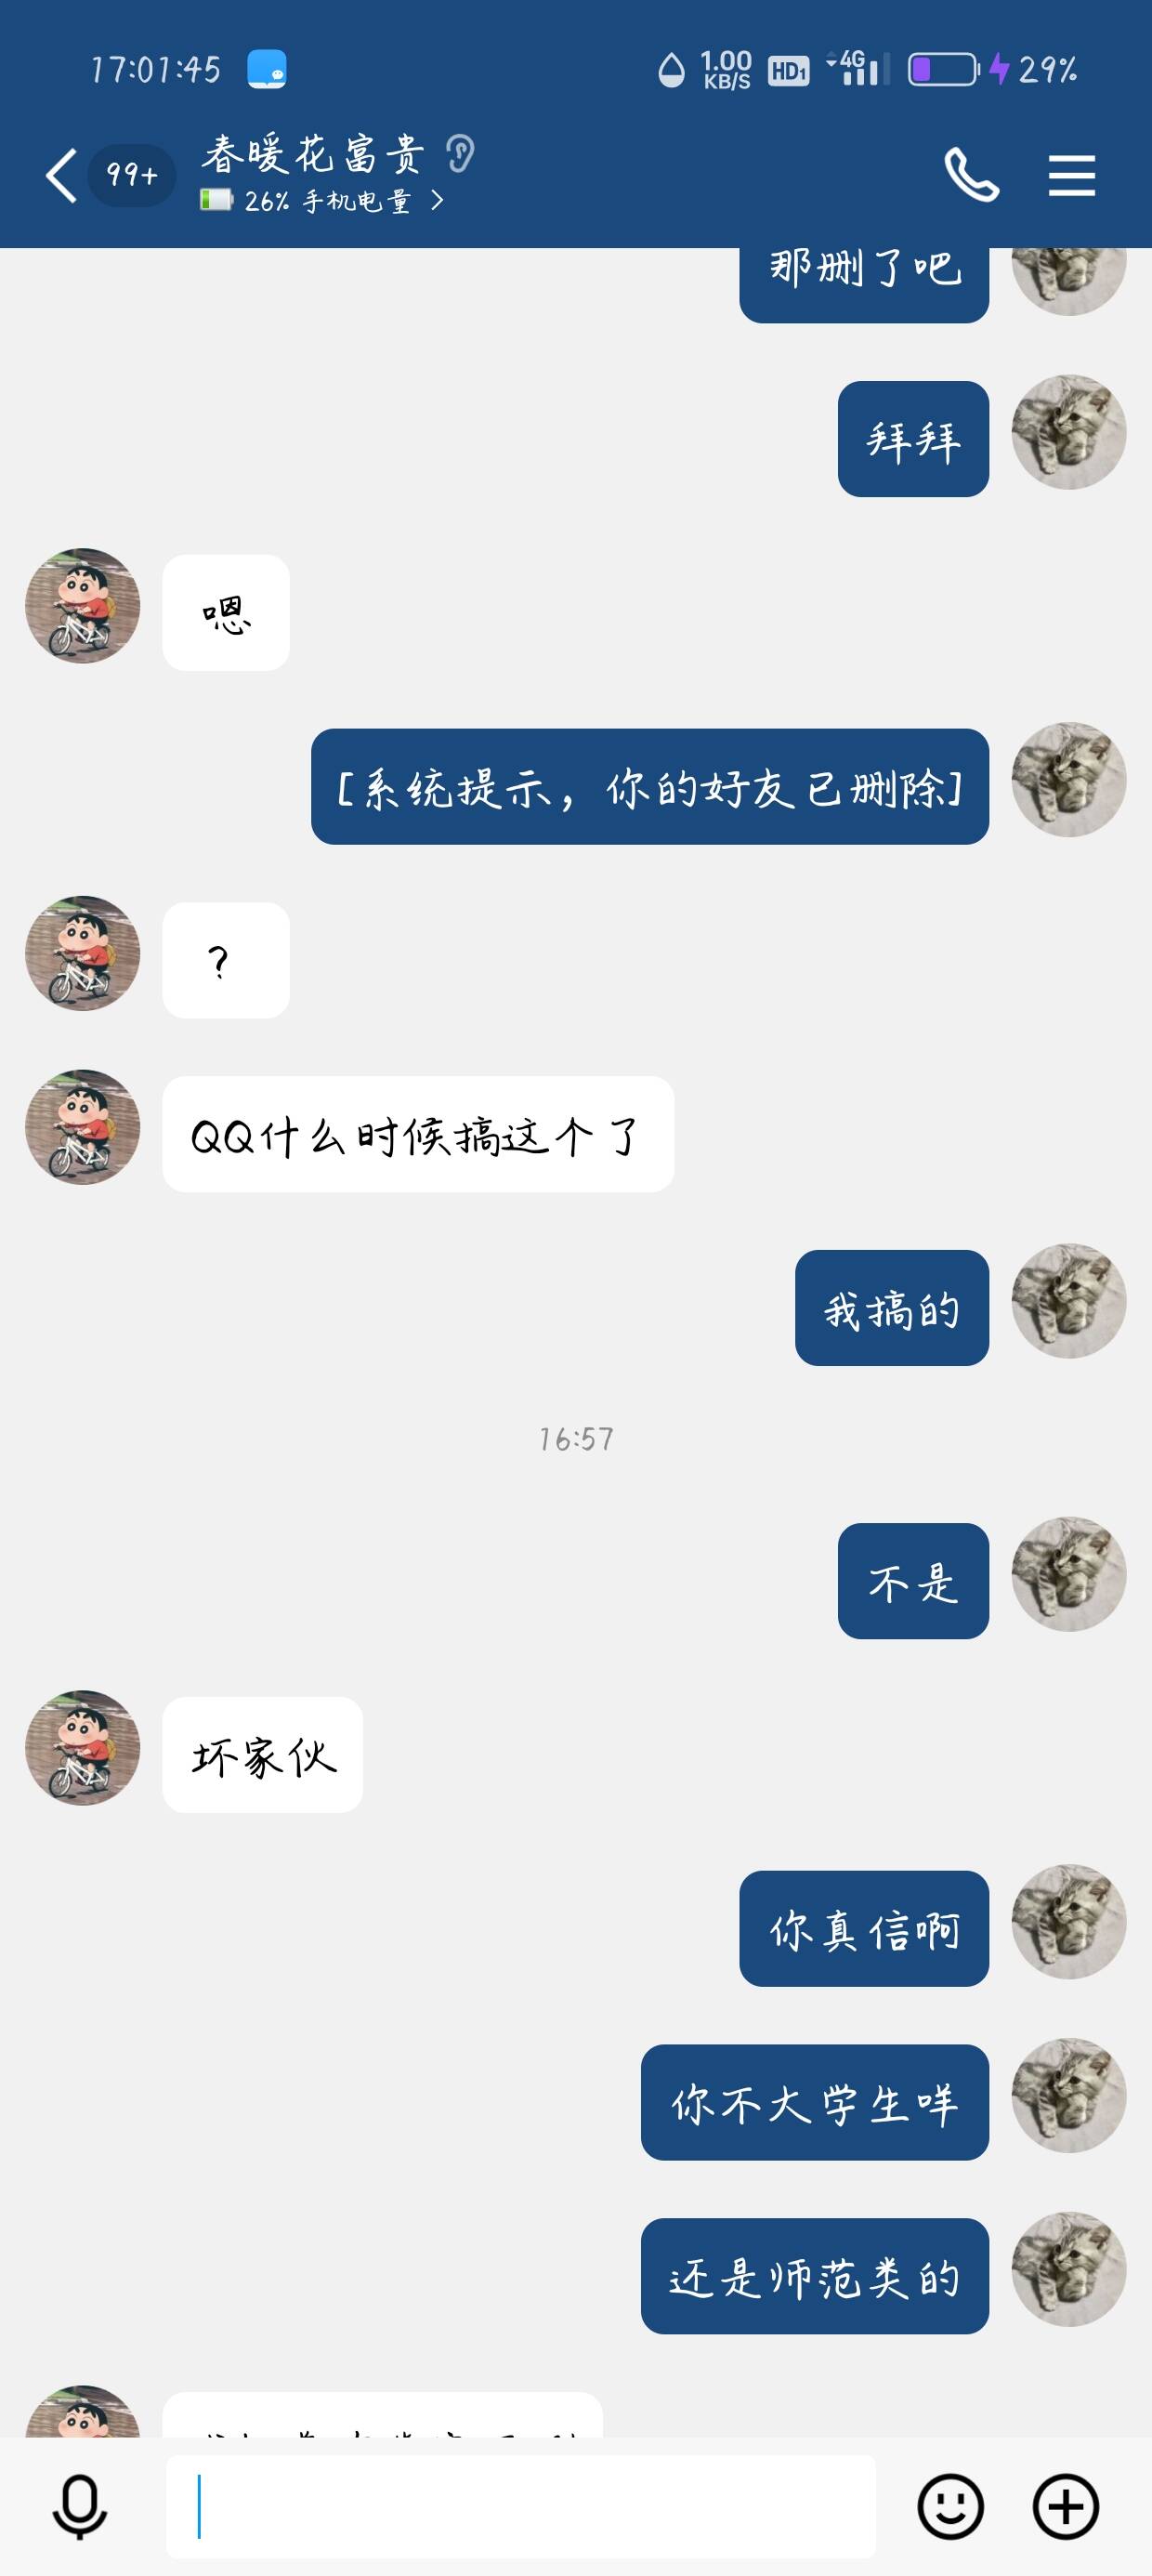 17:01:45
1.00 KB/S HD1 4G 29%
99+
春暖花富贵
26% 手机电量
那删了吧
拜拜
嗯
[系统提示，你的好友已删除]
?
QQ什么时候搞这个了
我搞的
16:57
不是
坏家伙
你真信啊
你不大学生咩
还是师范类的